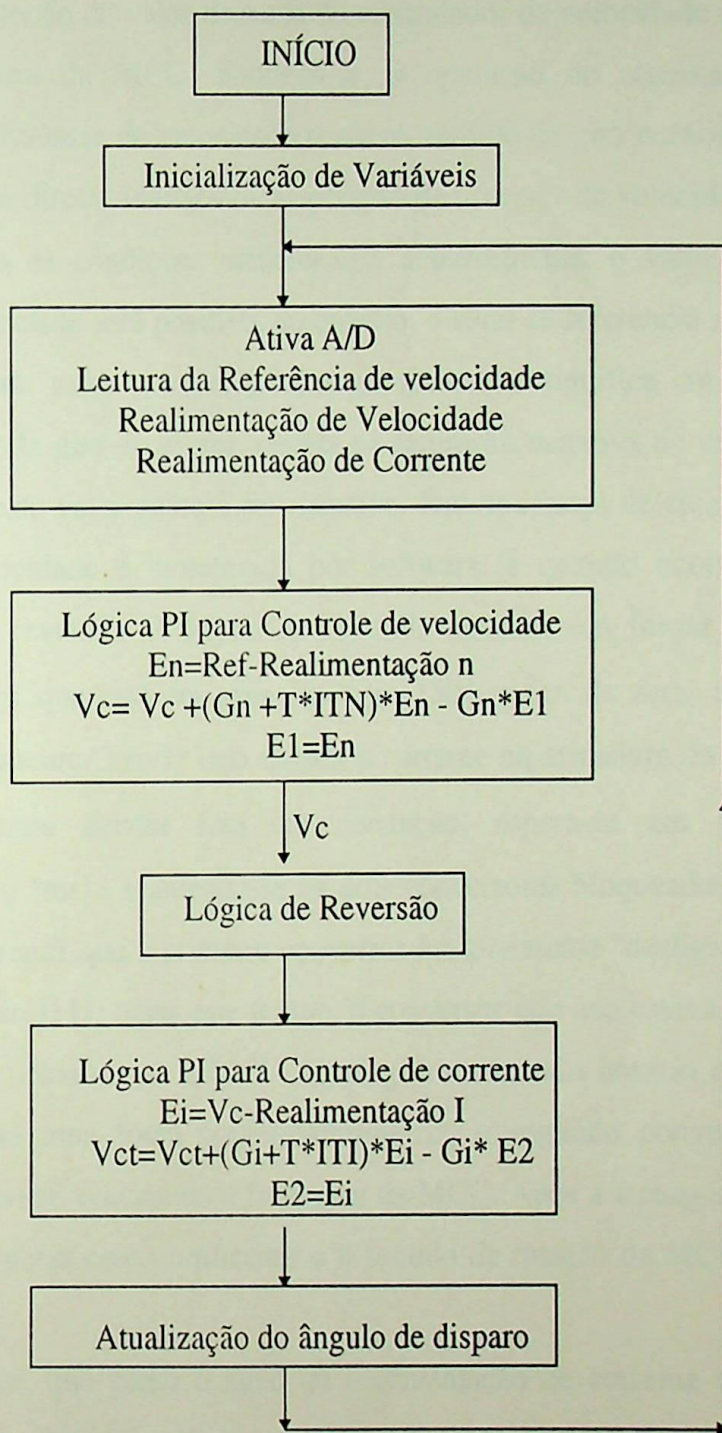 INÍCIO
Inicialização de Variáveis
Ativa A/D
Leitura da Referência de velocidade
Realimentação de Velocidade
Realimentação de Corrente
Lógica PI para Controle de velocidade
En=Ref-Realimentação n
Vc= Vc +(Gn +T*ITN)*En - Gn*E1
E1=En
Vc
Lógica de Reversão
Lógica PI para Controle de corrente
Ei=Vc-Realimentação I
Vct=Vct+(Gi+T*ITI)*Ei - Gi* E2
E2=Ei
Atualização do ângulo de disparo